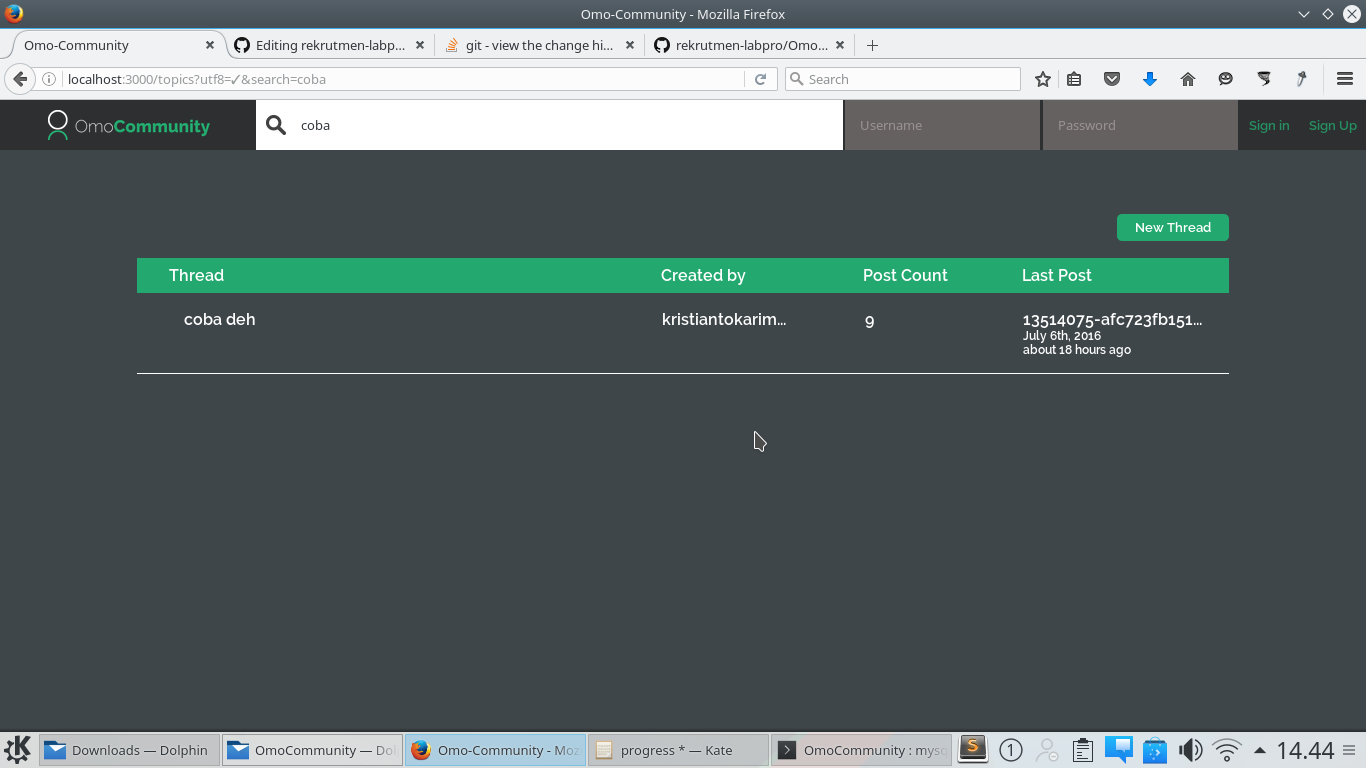 Omo-Community - Mozilla Firefox
Omo-Community
Editing rekrutmen-labp...
git - view the change hi...
rekrutmen-labpro/Omo...
localhost:3000/topics?utf8=✓&search=coba
Search
OmoCommunity
coba
Username
Password
Sign in
Sign Up
New Thread
Thread Created by Post Count Last Post
coba deh kristiantokarim... 9 13514075-afc723fb151...
July 6th, 2016
about 18 hours ago
Downloads — Dolphin
OmoCommunity — Dol
Omo-Community - Moz
progress * — Kate
OmoCommunity : mysq
1
14.44